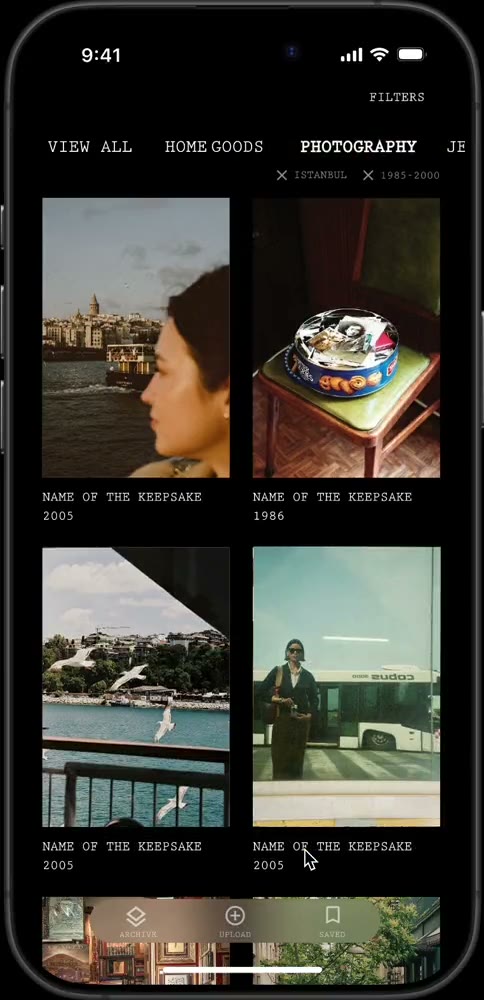 9:41
FILTERS
VIEW ALL HOME GOODS PHOTOGRAPHY JE
ISTANBUL 1985-2000
NAME OF THE KEEPSAKE
2005
NAME OF THE KEEPSAKE
1986
NAME OF THE KEEPSAKE
2005
NAME OF THE KEEPSAKE
2005
ARCHIVE UPLOAD SAVED